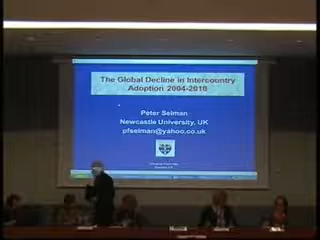 The Global Decline in Intercountry
Adoption 2004-2010
Peter Selman
Newcastle University, UK
pfselman@yahoo.co.uk